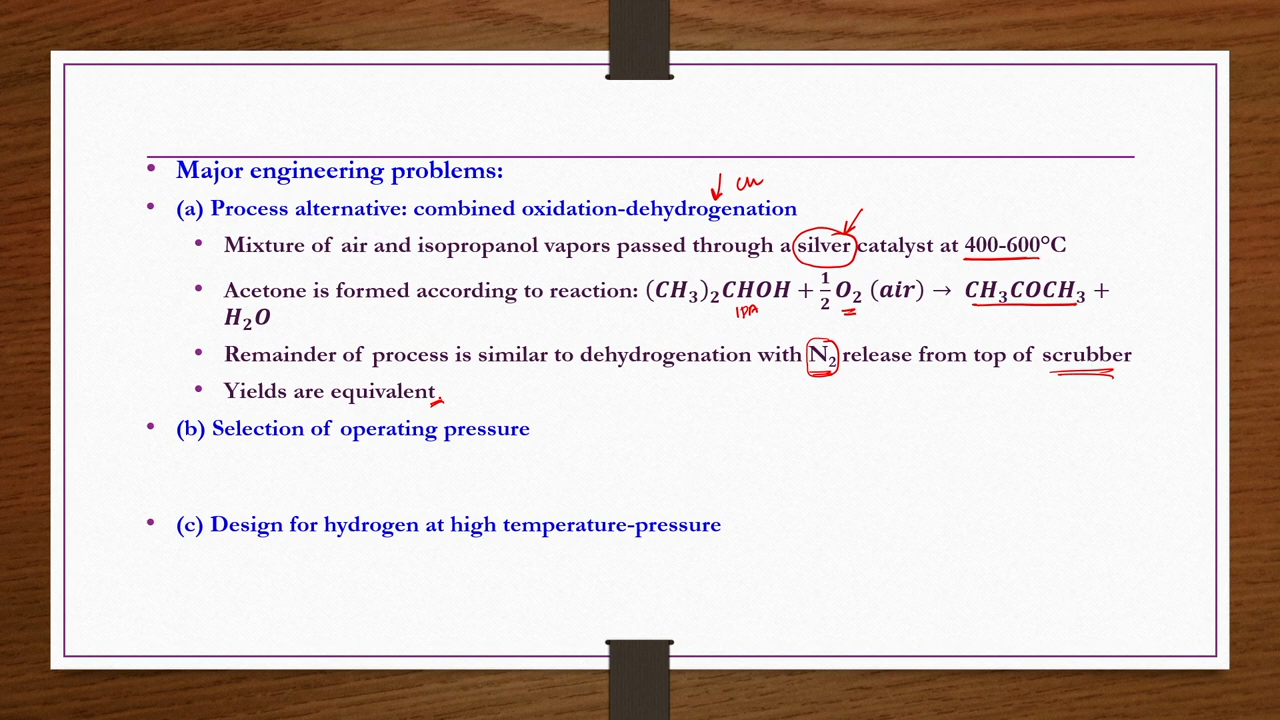 Major engineering problems:
cu
(a) Process alternative: combined oxidation-dehydrogenation
Mixture of air and isopropanol vapors passed through a silver catalyst at 400-600°C
Acetone is formed according to reaction: (CH₃)₂CHOH + 1/2 O₂ (air) → CH₃COCH₃ +
H₂O
IPA
Remainder of process is similar to dehydrogenation with N₂ release from top of scrubber
Yields are equivalent.
(b) Selection of operating pressure
(c) Design for hydrogen at high temperature-pressure